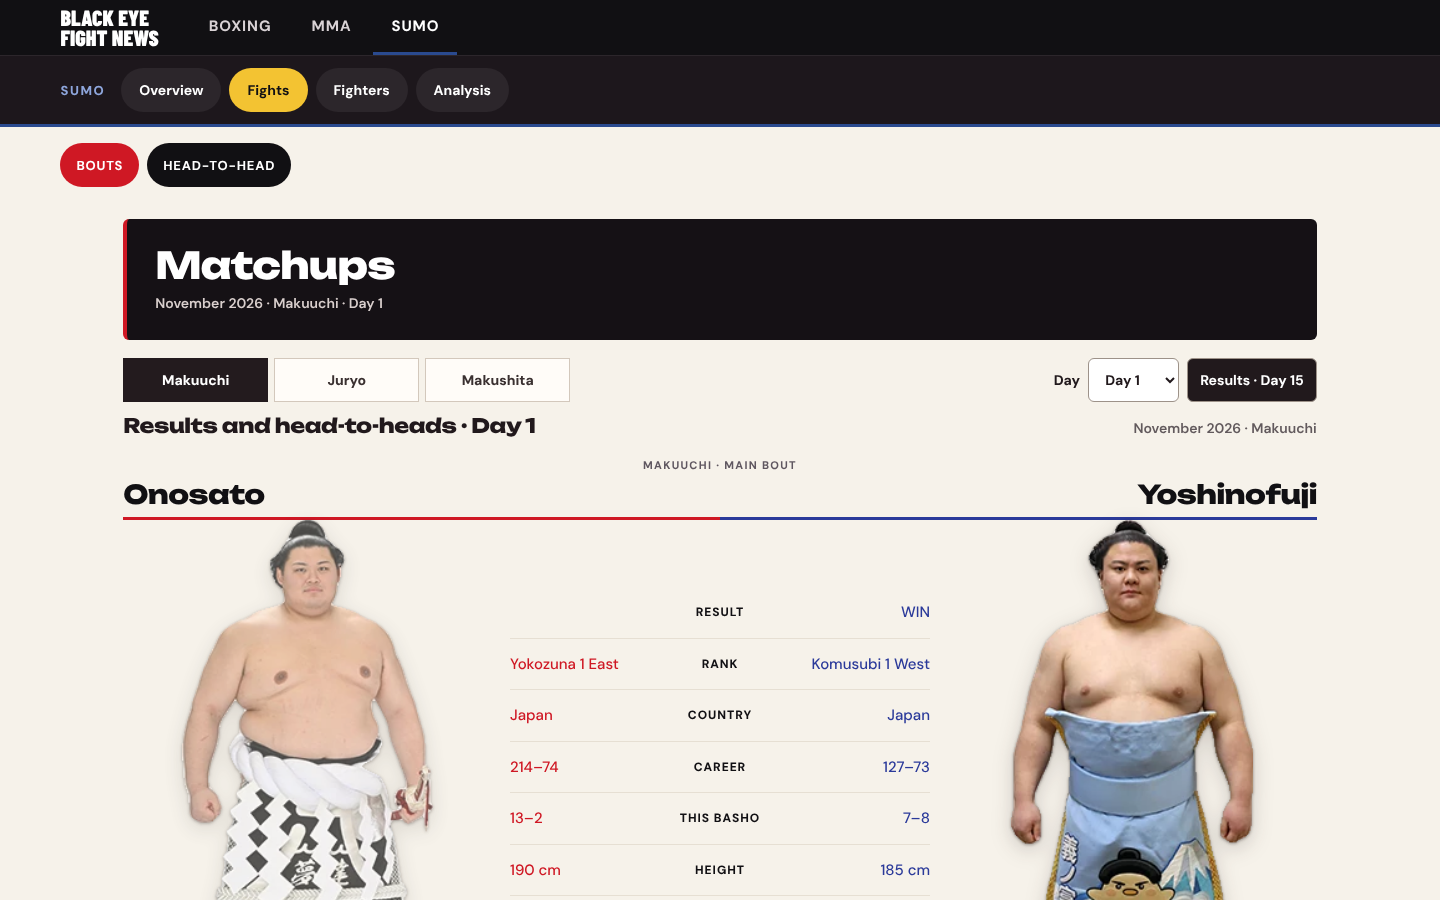 BLACK EYE
FIGHT NEWS
BOXING
MMA
SUMO
SUMO
Overview
Fights
Fighters
Analysis
BOUTS
HEAD-TO-HEAD
Matchups
November 2026 · Makuuchi · Day 1
Makuuchi
Juryo
Makushita
Day
Day 1
Results · Day 15
Results and head-to-heads · Day 1
November 2026 · Makuuchi
MAKUUCHI · MAIN BOUT
Onosato
Yoshinofuji
RESULT
WIN
Yokozuna 1 East
RANK
Komusubi 1 West
Japan
COUNTRY
Japan
214–74
CAREER
127–73
13–2
THIS BASHO
7–8
190 cm
HEIGHT
185 cm